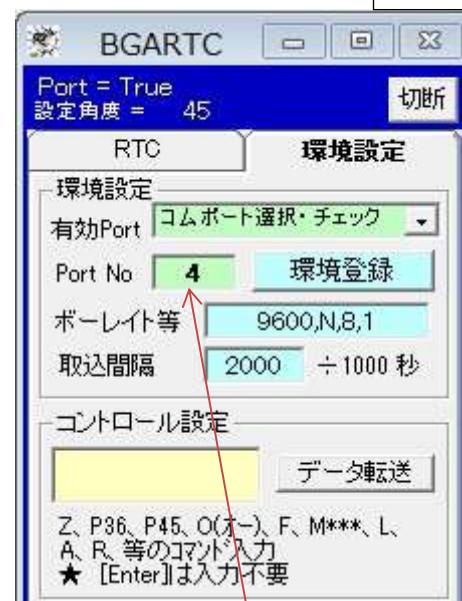 BGARTC
Port = True
設定角度 =　45
切断
RTC
環境設定
環境設定
有効Port
コムポート選択・チェック
Port No
4
環境登録
ボーレイト等
9600,N,8,1
取込間隔
2000
÷1000 秒
コントロール設定
データ転送
Z、P36、P45、O(オー)、F、M***、L、
A、R、等のコマンド入力
★ [Enter]は入力不要